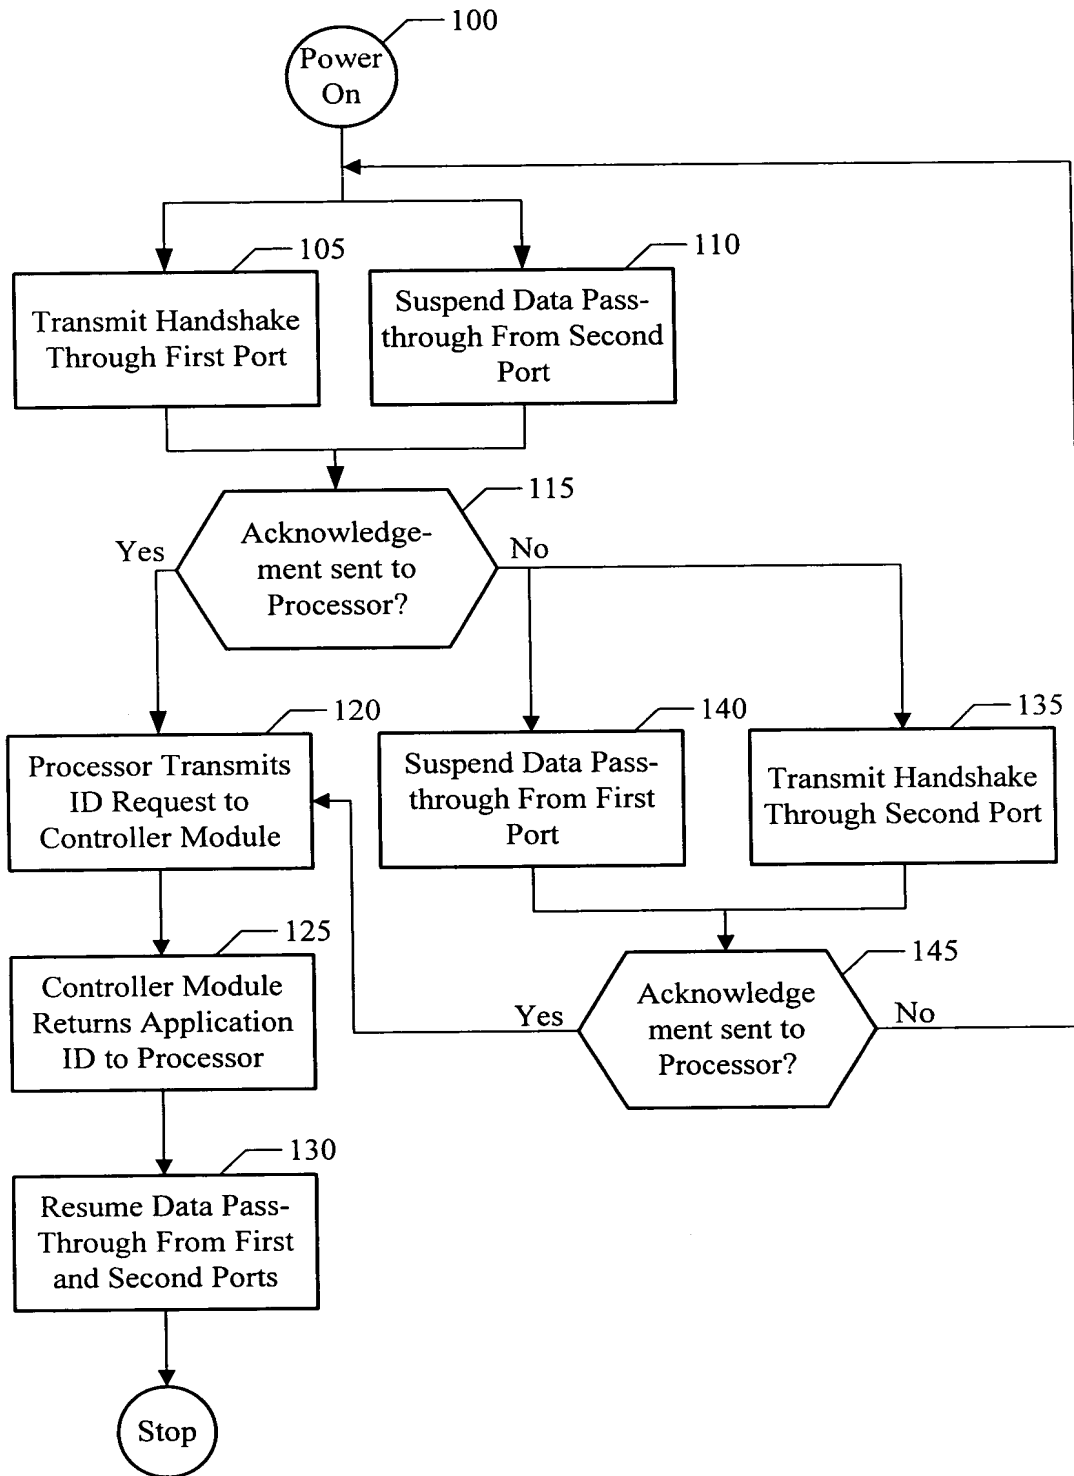 100
Power
On
105
110
Transmit Handshake
Through First Port
Suspend Data Pass-
through From Second
Port
115
Yes
Acknowledge-
ment sent to
Processor?
No
120
140
135
Processor Transmits
ID Request to
Controller Module
Suspend Data Pass-
through From First
Port
Transmit Handshake
Through Second Port
125
145
Controller Module
Returns Application
ID to Processor
Yes
Acknowledge
ment sent to
Processor?
No
130
Resume Data Pass-
Through From First
and Second Ports
Stop